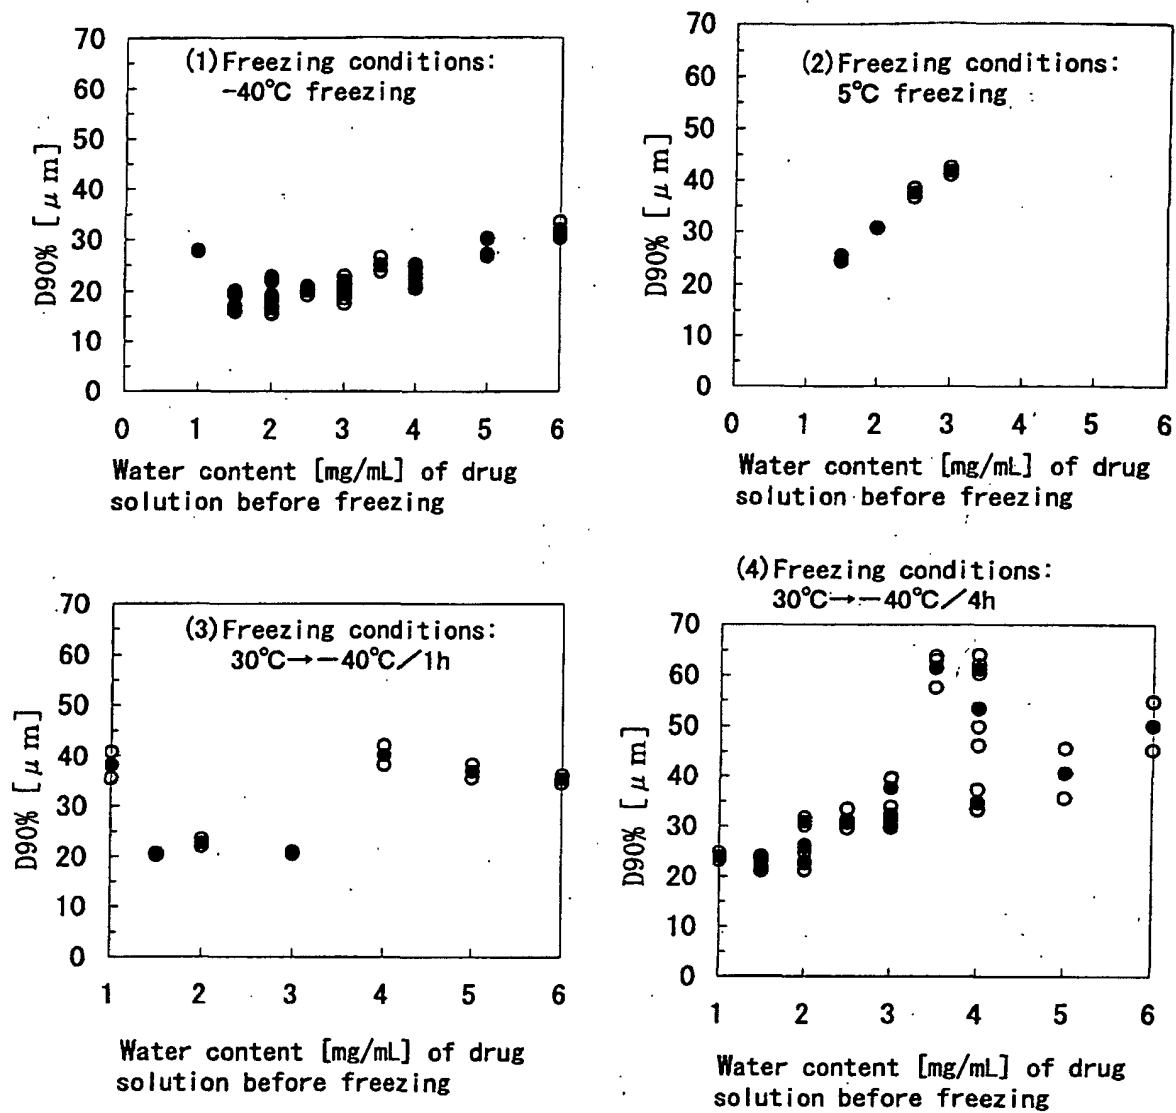 (1)Freezing conditions:
-40℃ freezing
D90% [μm]
70
60
50
40
30
20
10
0
0 1 2 3 4 5 6
Water content [mg/mL] of drug
solution before freezing
(2)Freezing conditions:
5℃ freezing
D90% [μm]
70
60
50
40
30
20
10
0
0 1 2 3 4 5 6
Water content [mg/mL] of drug
solution before freezing
(3)Freezing conditions:
30℃→-40℃/1h
D90% [μm]
70
60
50
40
30
20
10
0
1 2 3 4 5 6
Water content [mg/mL] of drug
solution before freezing
(4)Freezing conditions:
30℃→-40℃/4h
D90% [μm]
70
60
50
40
30
20
10
0
1 2 3 4 5 6
Water content [mg/mL] of drug
solution before freezing